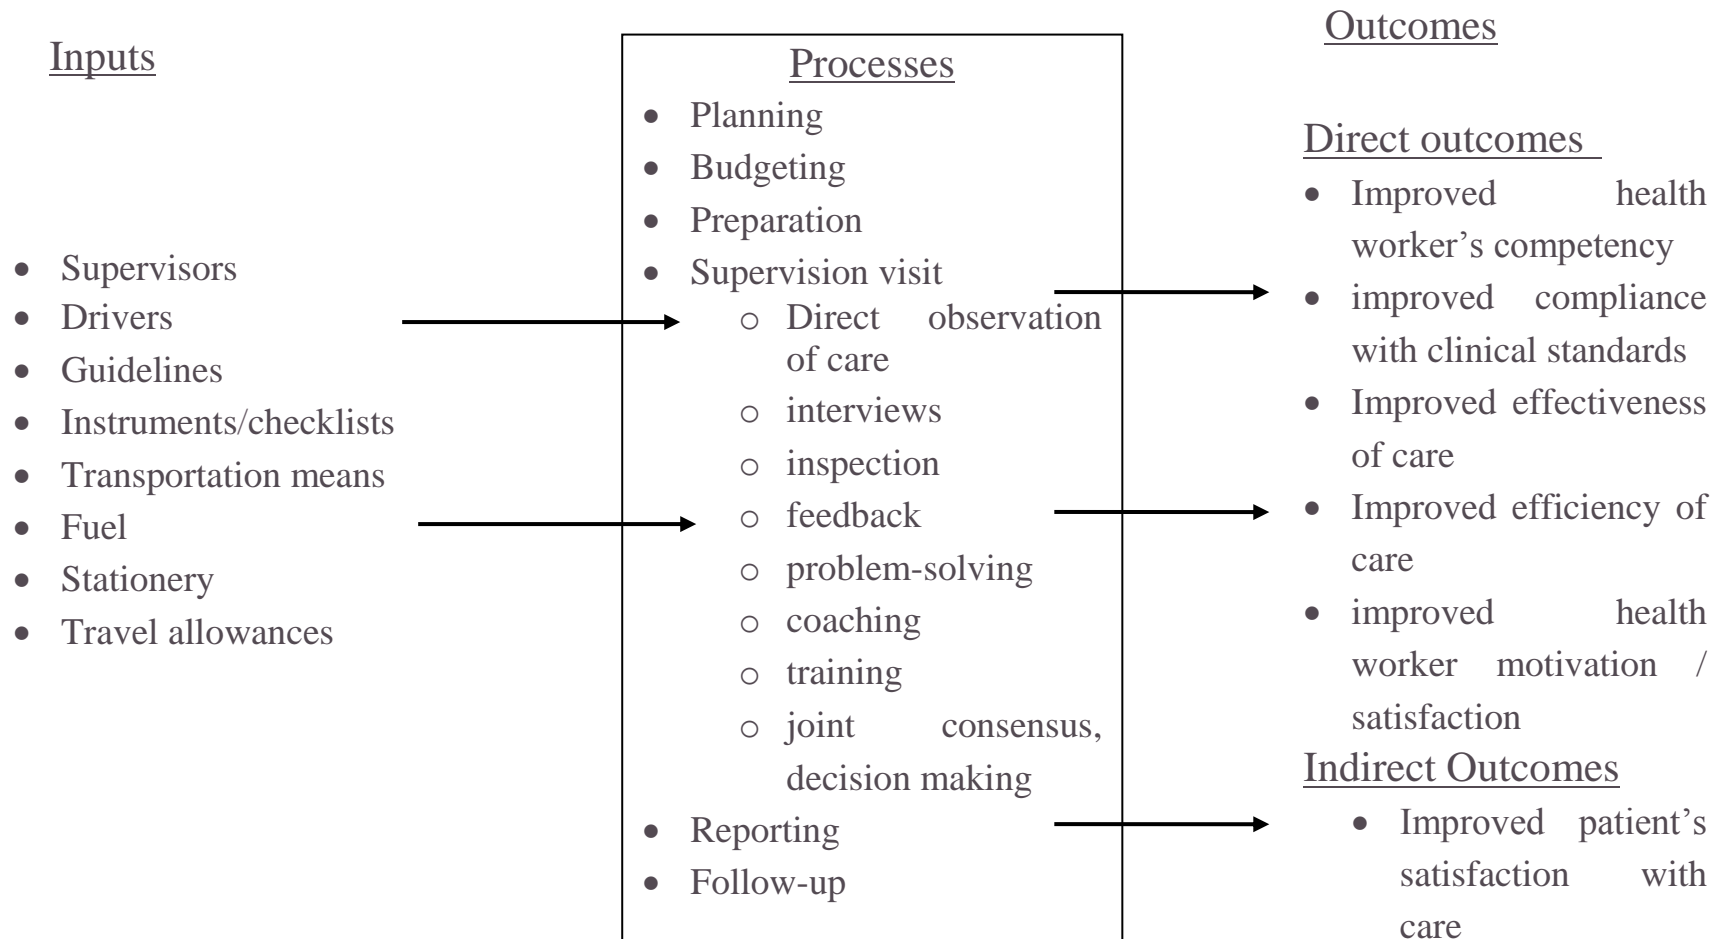 Inputs
Supervisors
Drivers
Guidelines
Instruments/checklists
Transportation means
Fuel
Stationery
Travel allowances
Processes
Planning
Budgeting
Preparation
Supervision visit
Direct observation
of care
interviews
inspection
feedback
problem-solving
coaching
training
joint consensus,
decision making
Reporting
Follow-up
Outcomes
Direct outcomes
Improved health
worker’s competency
improved compliance
with clinical standards
Improved effectiveness
of care
Improved efficiency of
care
improved health
worker motivation /
satisfaction
Indirect Outcomes
Improved patient’s
satisfaction with
care